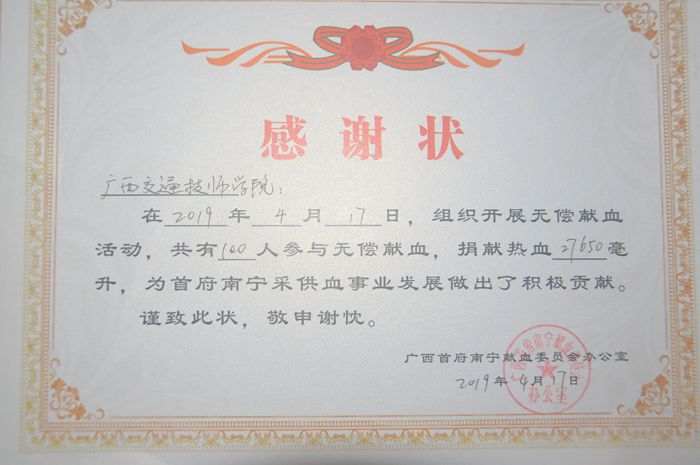 感谢状
广西交通技师学院：
在2019年4月17日，组织开展无偿献血
活动，共有100人参与无偿献血，捐献热血27650毫
升，为首府南宁采供血事业发展做出了积极贡献。
谨致此状，敬申谢忱。
广西首府南宁献血委员会办公室
2019年4月17日
办公室